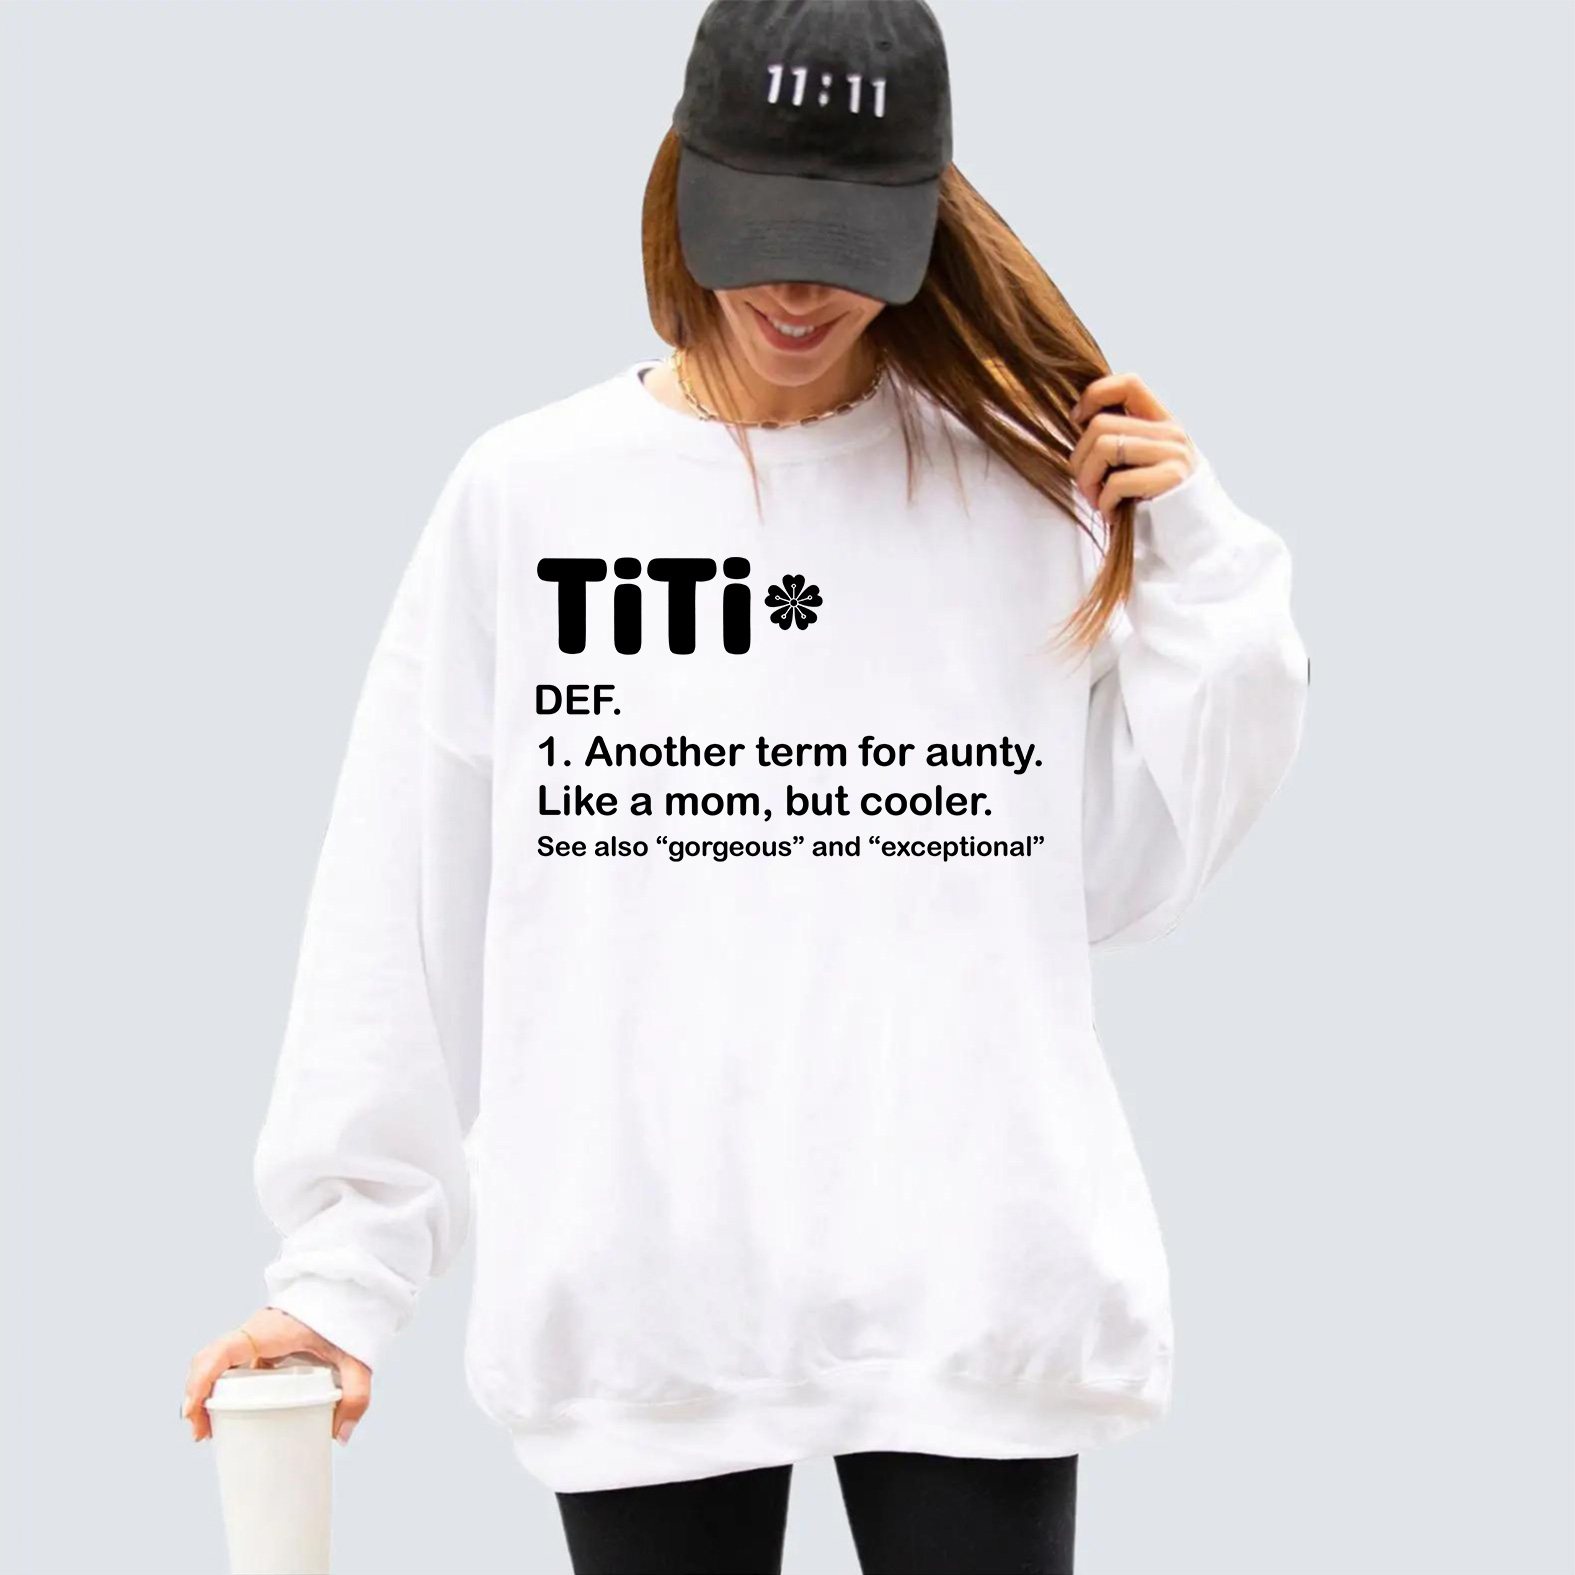 11:11
TiTi
DEF.
1. Another term for aunty.
Like a mom, but cooler.
See also “gorgeous” and “exceptional”